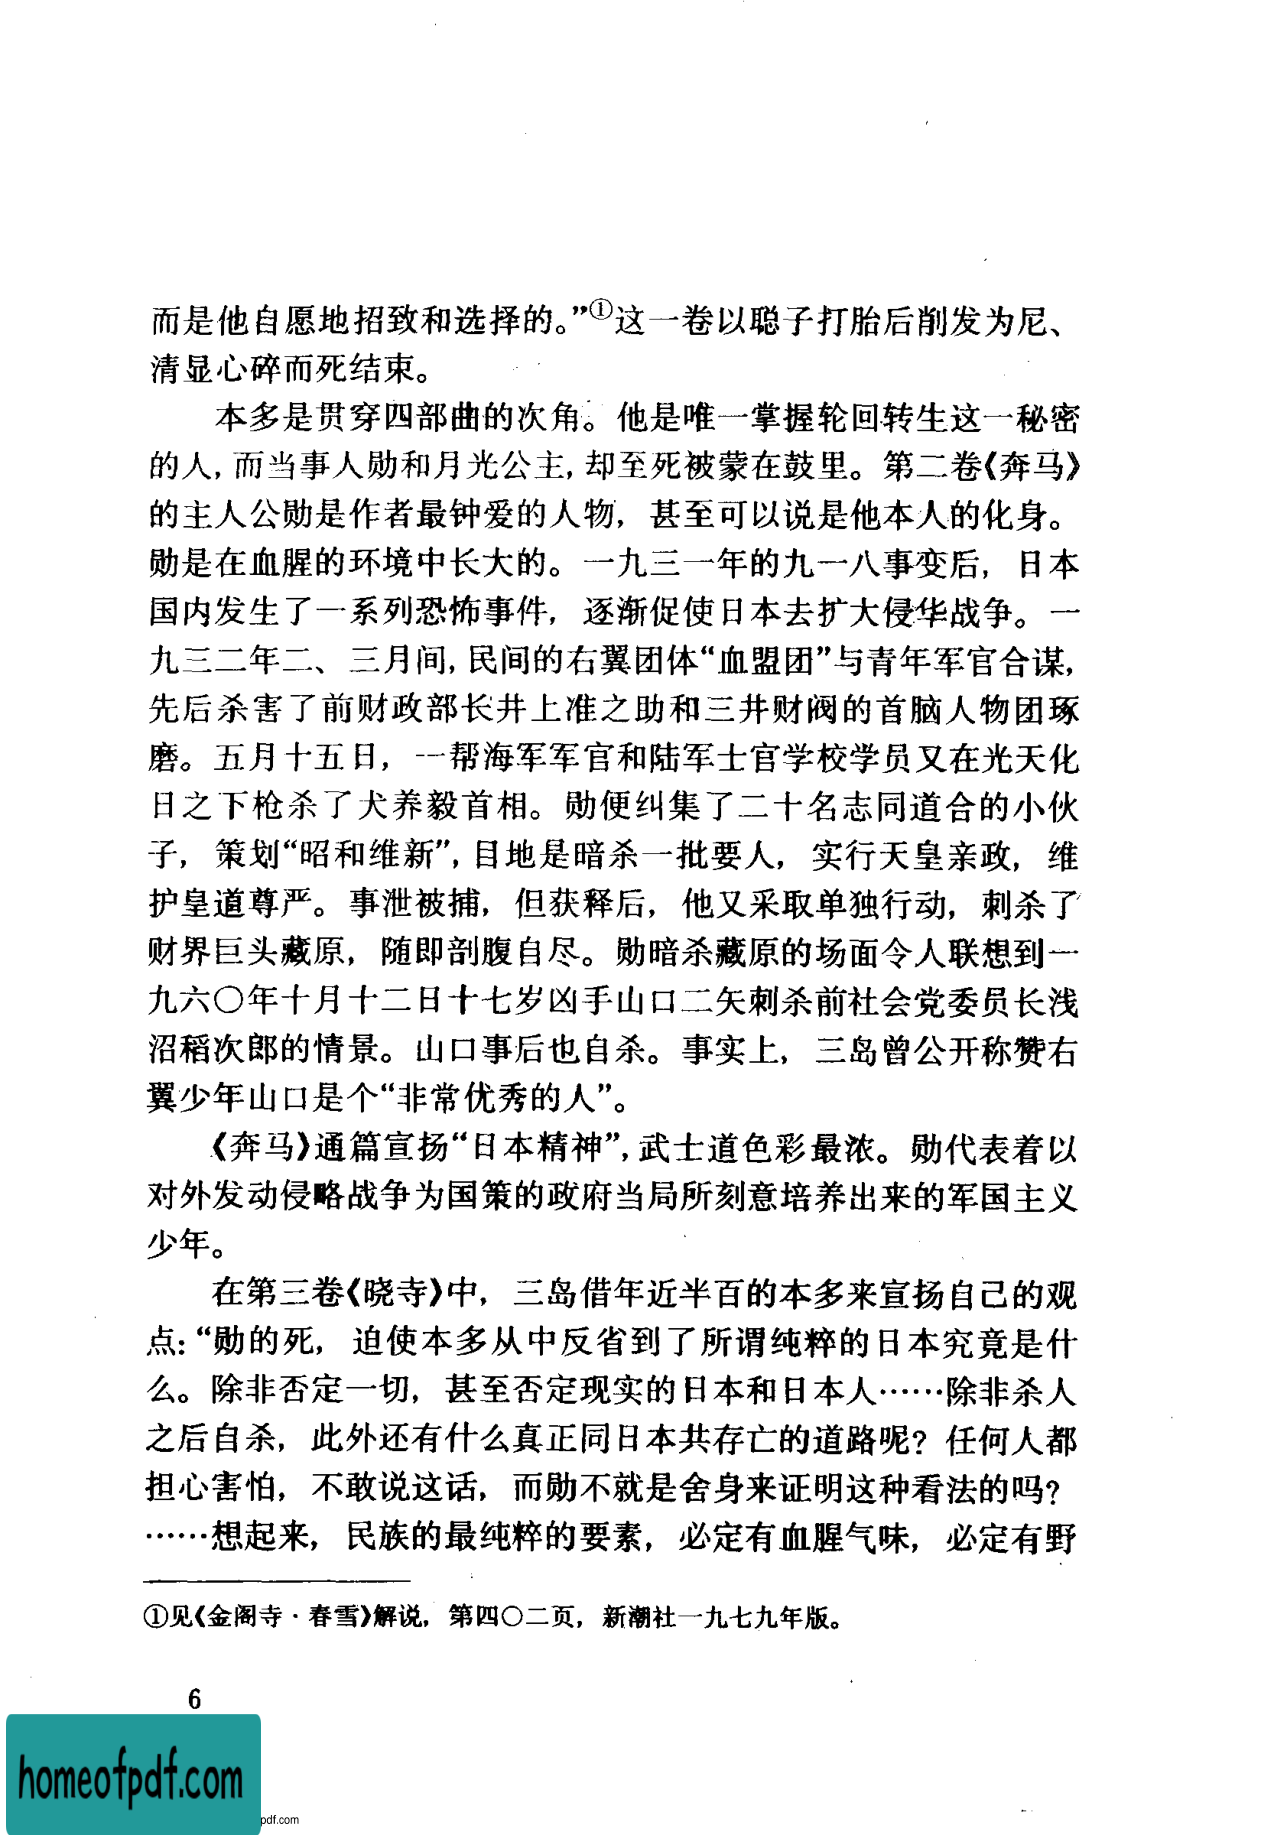 而是他自愿地招致和选择的。”①这一卷以聪子打胎后削发为尼、
清显心碎而死结束。
本多是贯穿四部曲的次角。他是唯一掌握轮回转生这一秘密
的人,而当事人勋和月光公主,却至死被蒙在鼓里。第二卷《奔马》
的主人公勋是作者最钟爱的人物，甚至可以说是他本人的化身。
勋是在血腥的环境中长大的。一九三一年的九一八事变后，日本
国内发生了一系列恐怖事件，逐渐促使日本去扩大侵华战争。一
九三二年二、三月间,民间的右翼团体“血盟团”与青年军官合谋,
先后杀害了前财政部长井上准之助和三井财阀的首脑人物团琢
磨。五月十五日，一帮海军军官和陆军士官学校学员又在光天化
日之下枪杀了犬养毅首相。勋便纠集了二十名志同道合的小伙
子，策划“昭和维新”,目地是暗杀一批要人，实行天皇亲政，维
护皇道尊严。事泄被捕，但获释后，他又采取单独行动，刺杀了
财界巨头藏原，随即剖腹自尽。勋暗杀藏原的场面令人联想到一
九六〇年十月十二日十七岁凶手山口二矢刺杀前社会党委员长浅
沼稻次郎的情景。山口事后也自杀。事实上，三岛曾公开称赞右
翼少年山口是个“非常优秀的人”。
《奔马》通篇宣扬“日本精神”,武士道色彩最浓。勋代表着以
对外发动侵略战争为国策的政府当局所刻意培养出来的军国主义
少年。
在第三卷《晓寺》中，三岛借年近半百的本多来宣扬自己的观
点:“勋的死，迫使本多从中反省到了所谓纯粹的日本究竟是什
么。除非否定一切，甚至否定现实的日本和日本人……除非杀人
之后自杀，此外还有什么真正同日本共存亡的道路呢？任何人都
担心害怕，不敢说这话，而勋不就是舍身来证明这种看法的吗？
……想起来，民族的最纯粹的要素，必定有血腥气味，必定有野
①见《金阁寺·春雪》解说，第四〇二页，新潮社一九七九年版。
6
homeofpdf.com
pdf.com